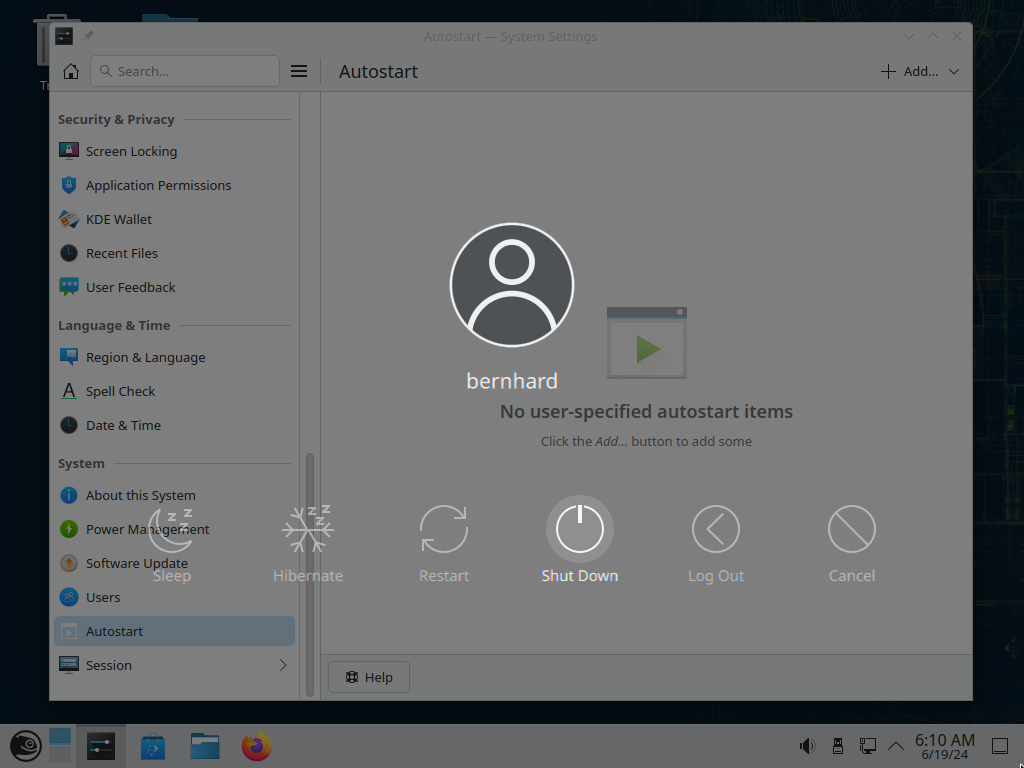 Tr
Autostart — System Settings
Search...
Autostart
Add...
Security & Privacy
Screen Locking
Application Permissions
KDE Wallet
Recent Files
User Feedback
Language & Time
Region & Language
Spell Check
Date & Time
System
About this System
Power Management
Software Update
Users
Autostart
Session
bernhard
No user-specified autostart items
Click the Add... button to add some
Sleep
Hibernate
Restart
Shut Down
Log Out
Cancel
Help
6:10 AM
6/19/24